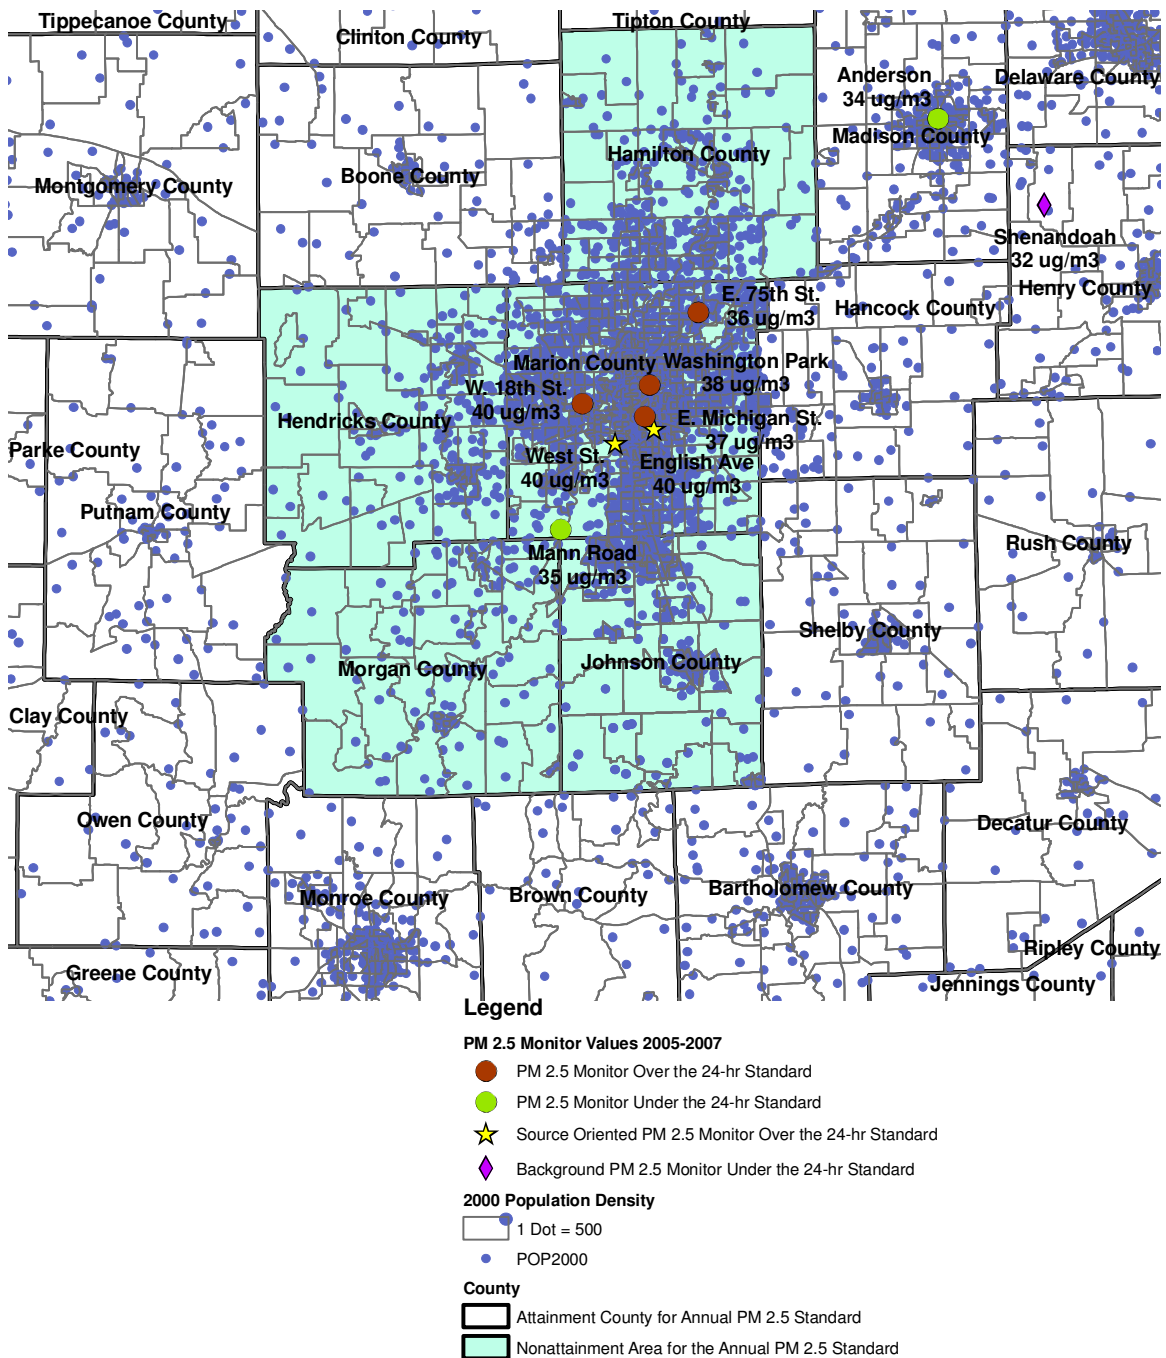 Tippecanoe County
Clinton County
Tipton County
Anderson
34 ug/m3
Delaware County
Madison County
Hamilton County
Montgomery County
Boone County
Shenandoah
32 ug/m3
Henry County
E. 75th St.
36 ug/m3
Hancock County
Marion County
Washington Park
38 ug/m3
W. 18th St.
40 ug/m3
Hendricks County
E. Michigan St.
37 ug/m3
Parke County
West St.
40 ug/m3
English Ave
40 ug/m3
Putnam County
Mann Road
35 ug/m3
Rush County
Shelby County
Morgan County
Johnson County
Clay County
Owen County
Decatur County
Monroe County
Brown County
Bartholomew County
Ripley County
Greene County
Jennings County
Legend
PM 2.5 Monitor Values 2005-2007
PM 2.5 Monitor Over the 24-hr Standard
PM 2.5 Monitor Under the 24-hr Standard
Source Oriented PM 2.5 Monitor Over the 24-hr Standard
Background PM 2.5 Monitor Under the 24-hr Standard
2000 Population Density
1 Dot = 500
POP2000
County
Attainment County for Annual PM 2.5 Standard
Nonattainment Area for the Annual PM 2.5 Standard